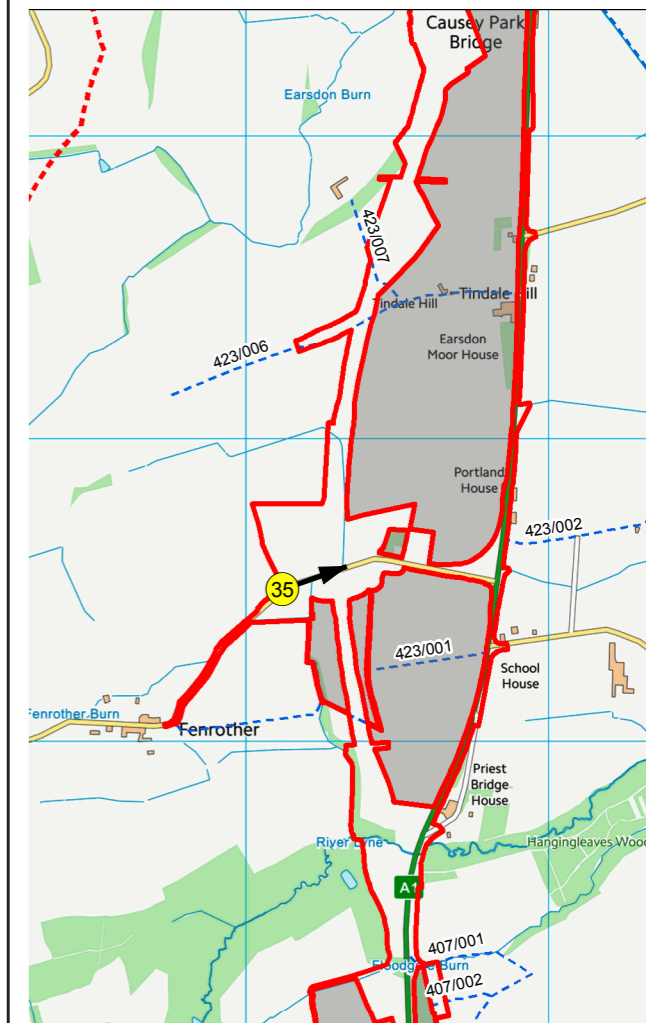 Causey Park
Bridge
Earsdon Burn
423/007
Tindale Hill
Tindale Hill
Earsdon
Moor House
423/006
Portland
House
423/002
35
423/001
School
House
Fenrother Burn
Fenrother
Priest
Bridge
House
River Lyne
Hangingleaves Wood
A1
407/001
Floodgate Burn
407/002